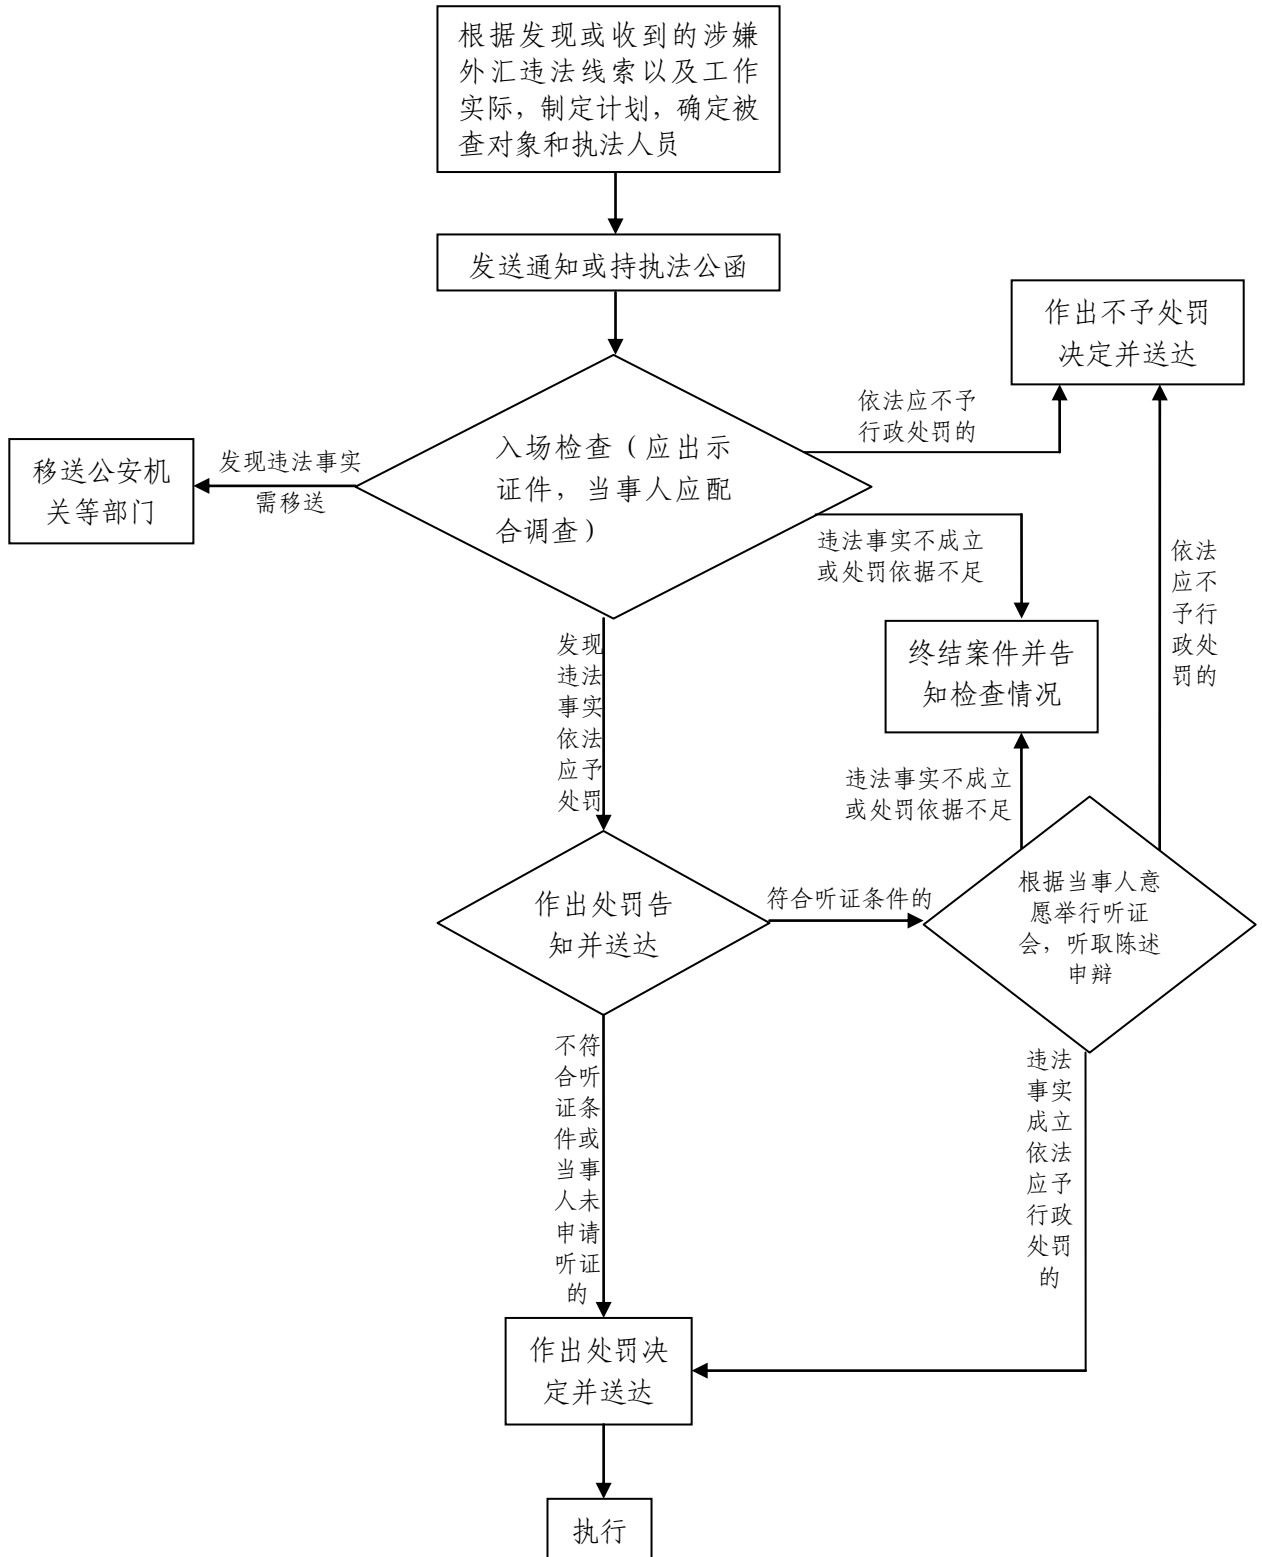 根据发现或收到的涉嫌
外汇违法线索以及工作
实际，制定计划，确定被
查对象和执法人员
发送通知或持执法公函
作出不予处罚
决定并送达
依法应不予
行政处罚的
入场检查（应出示
证件，当事人应配
合调查）
发现违法事实
需移送
移送公安机
关等部门
违法事实不成立
或处罚依据不足
依法
应不
予行
政处
罚的
终结案件并告
知检查情况
发现
违法
事实
依法
应予
处罚
违法事实不成立
或处罚依据不足
作出处罚告
知并送达
符合听证条件的
根据当事人意
愿举行听证
会，听取陈述
申辩
不符
合听
证条
件或
当事
人未
申请
听证
的
违法
事实
成立
依法
应予
行政
处罚
的
作出处罚决
定并送达
执行